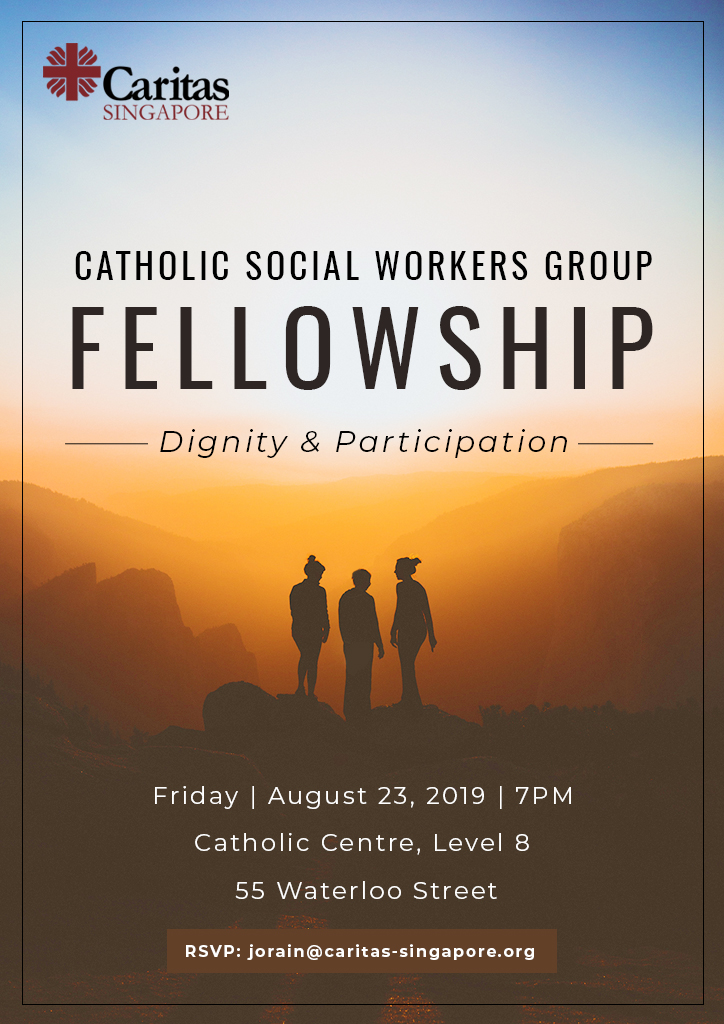 Caritas
SINGAPORE
CATHOLIC SOCIAL WORKERS GROUP
FELLOWSHIP
Dignity & Participation
Friday | August 23, 2019 | 7PM
Catholic Centre, Level 8
55 Waterloo Street
RSVP: jorain@caritas-singapore.org